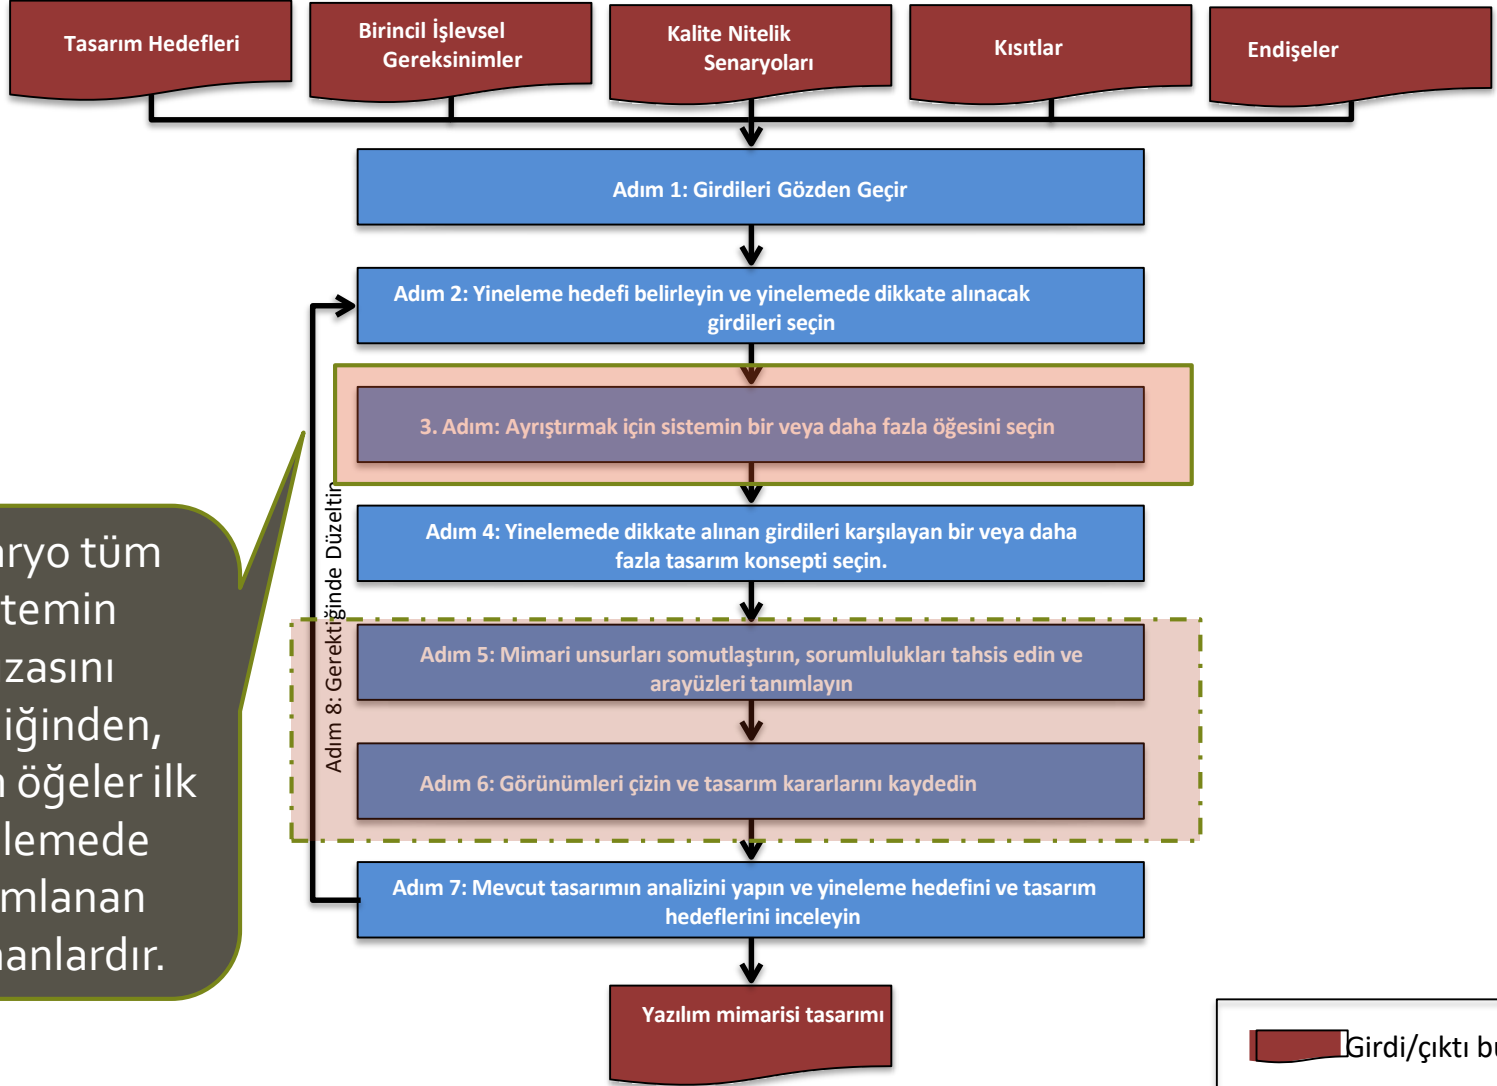 Tasarım Hedefleri
Birincil İşlevsel
Gereksinimler
Kalite Nitelik
Senaryoları
Kısıtlar
Endişeler
Adım 1: Girdileri Gözden Geçir
Adım 2: Yineleme hedefi belirleyin ve yinelemede dikkate alınacak
girdileri seçin
3. Adım: Ayrıştırmak için sistemin bir veya daha fazla öğesini seçin
Adım 4: Yinelemede dikkate alınan girdileri karşılayan bir veya daha
fazla tasarım konsepti seçin.
Adım 5: Mimari unsurları somutlaştırın, sorumlulukları tahsis edin ve
arayüzleri tanımlayın
Adım 6: Görünümleri çizin ve tasarım kararlarını kaydedin
Adım 7: Mevcut tasarımın analizini yapın ve yineleme hedefini ve tasarım
hedeflerini inceleyin
Adım 8: Gerektiğinde Düzeltin
aryo tüm
temin
zasını
iğinden,
n öğeler ilk
lemede
mlanan
anlardır.
Yazılım mimarisi tasarımı
Girdi/çıktı